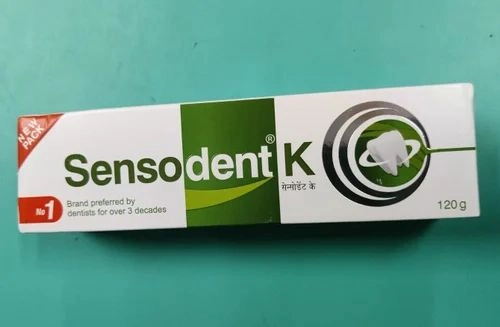 NEW
PACK
Sensodent® K
सेन्सोडेंट के
No 1
Brand preferred by
dentists for over 3 decades
120 g